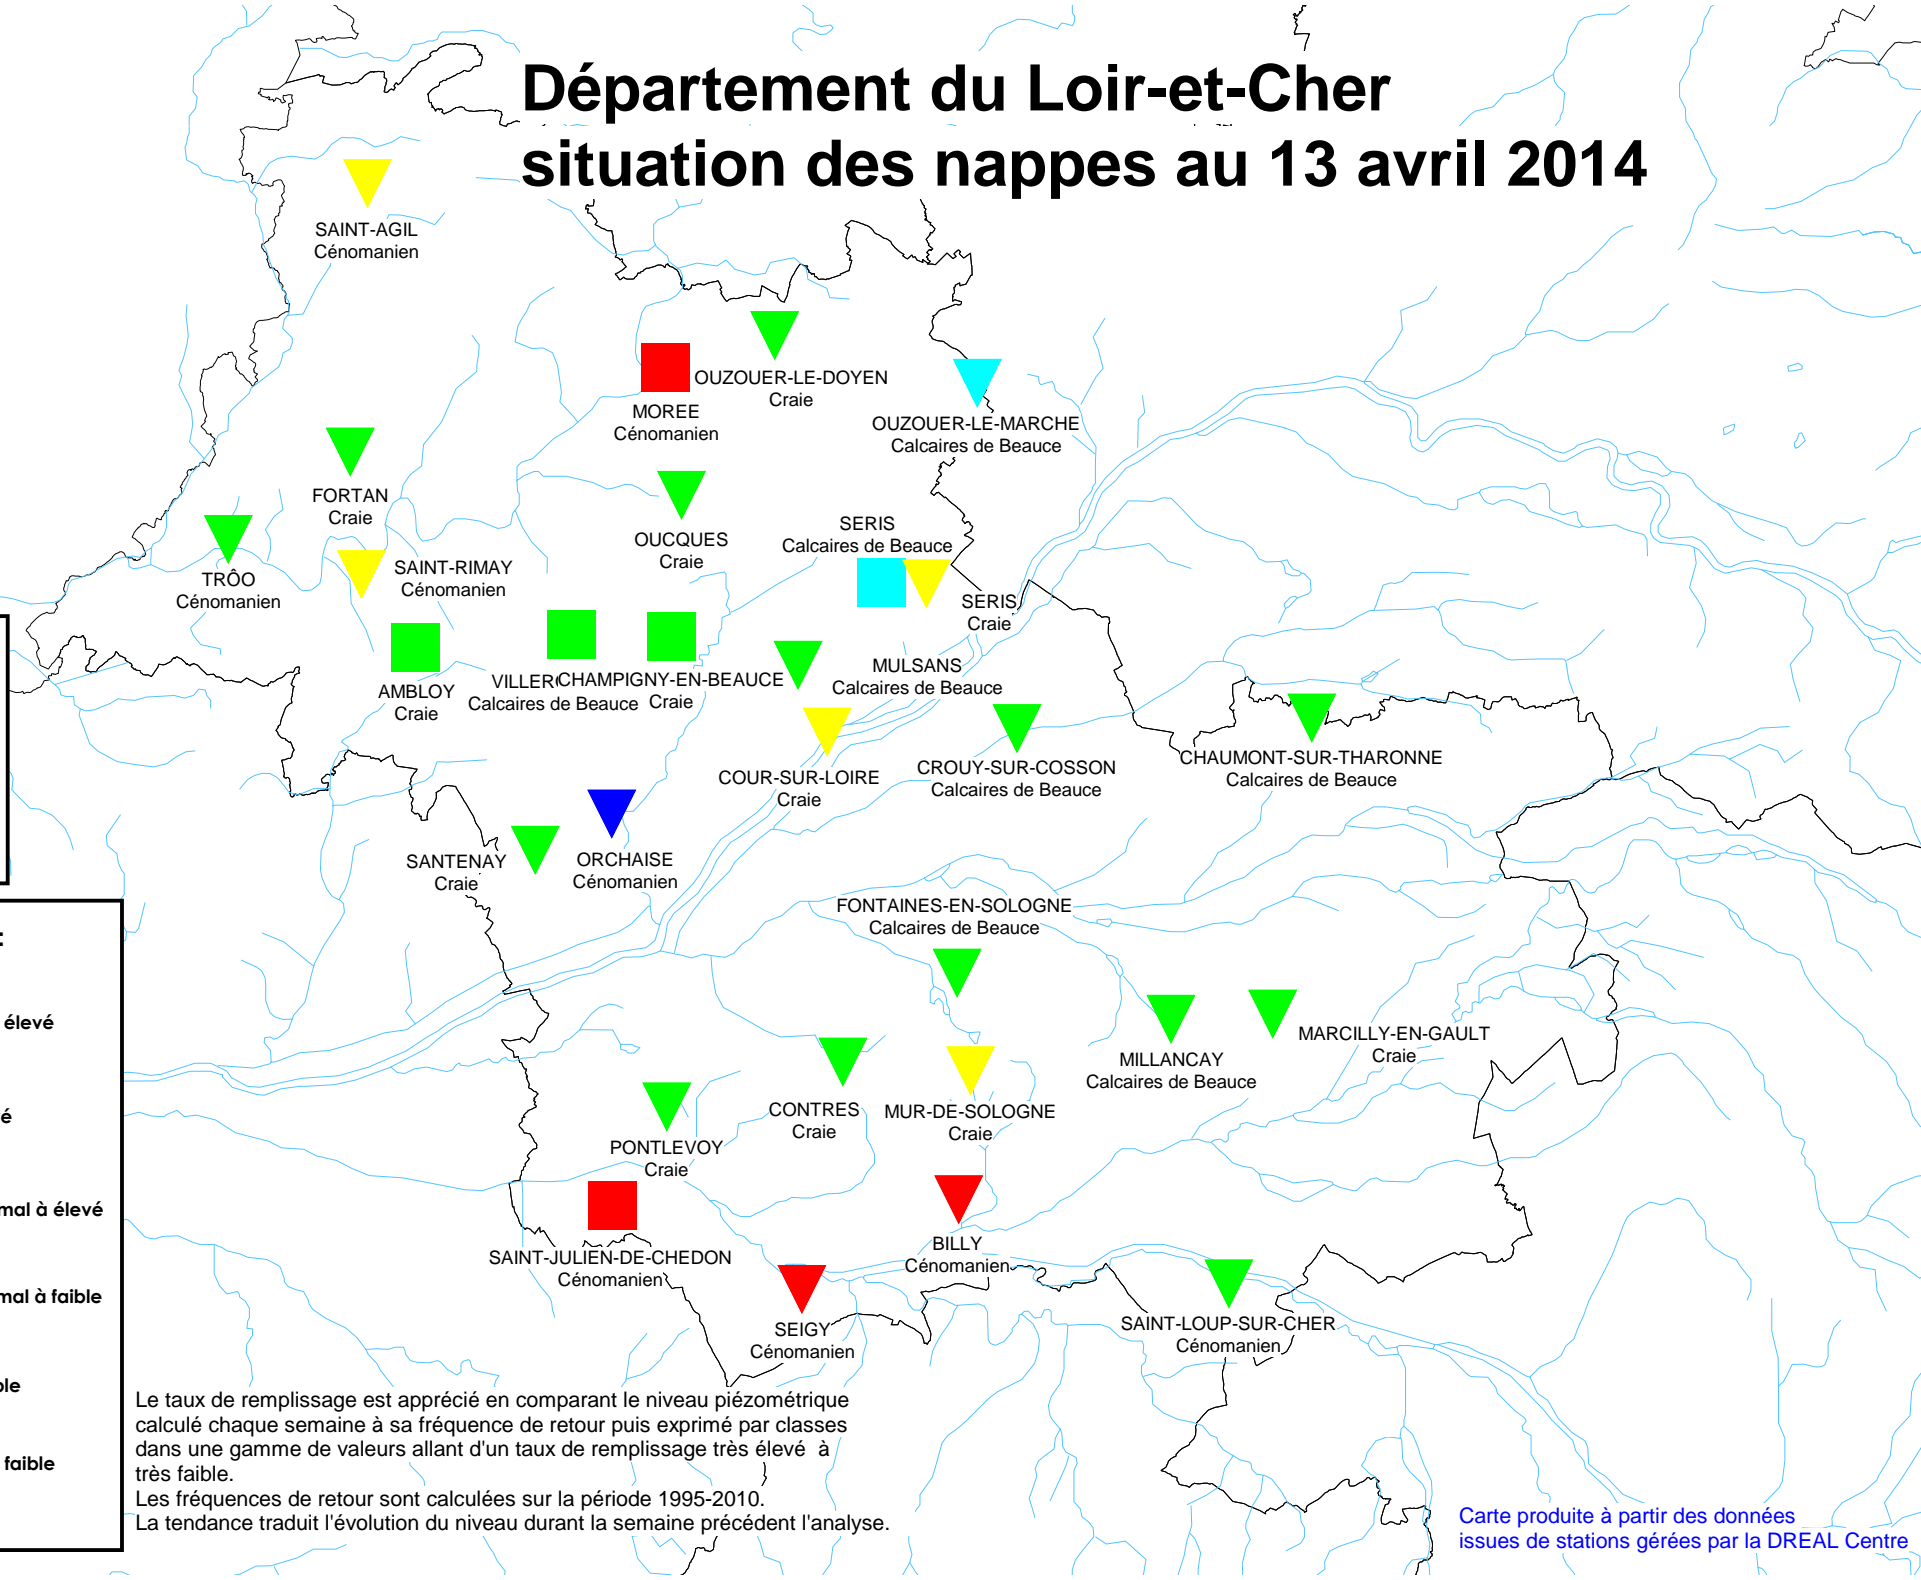 Département du Loir-et-Cher
situation des nappes au 13 avril 2014
SAINT-AGIL
Cénomanien
OUZOUER-LE-DOYEN
Craie
MOREE
Cénomanien
OUZOUER-LE-MARCHE
Calcaires de Beauce
FORTAN
Craie
OUCQUES
Craie
SERIS
Calcaires de Beauce
TRÔO
Cénomanien
SAINT-RIMAY
Cénomanien
SERIS
Craie
AMBLOY
Craie
Calcaires de Beauce
CHAMPIGNY-EN-BEAUCE
Craie
MULSANS
Calcaires de Beauce
COUR-SUR-LOIRE
Craie
CROUY-SUR-COSSON
Calcaires de Beauce
CHAUMONT-SUR-THARONNE
Calcaires de Beauce
SANTENAY
Craie
ORCHAISE
Cénomanien
FONTAINES-EN-SOLOGNE
Calcaires de Beauce
MILLANCAY
Calcaires de Beauce
MARCILLY-EN-GAULT
Craie
CONTRES
Craie
MUR-DE-SOLOGNE
Craie
PONTLEVOY
Craie
SAINT-JULIEN-DE-CHEDON
Cénomanien
BILLY
Cénomanien
SEIGY
Cénomanien
SAINT-LOUP-SUR-CHER
Cénomanien
:
élevé
é
mal à élevé
mal à faible
ble
faible
Le taux de remplissage est apprécié en comparant le niveau piézométrique
calculé chaque semaine à sa fréquence de retour puis exprimé par classes
dans une gamme de valeurs allant d'un taux de remplissage très élevé à
très faible.
Les fréquences de retour sont calculées sur la période 1995-2010.
La tendance traduit l'évolution du niveau durant la semaine précédent l'analyse.
Carte produite à partir des données
issues de stations gérées par la DREAL Centre